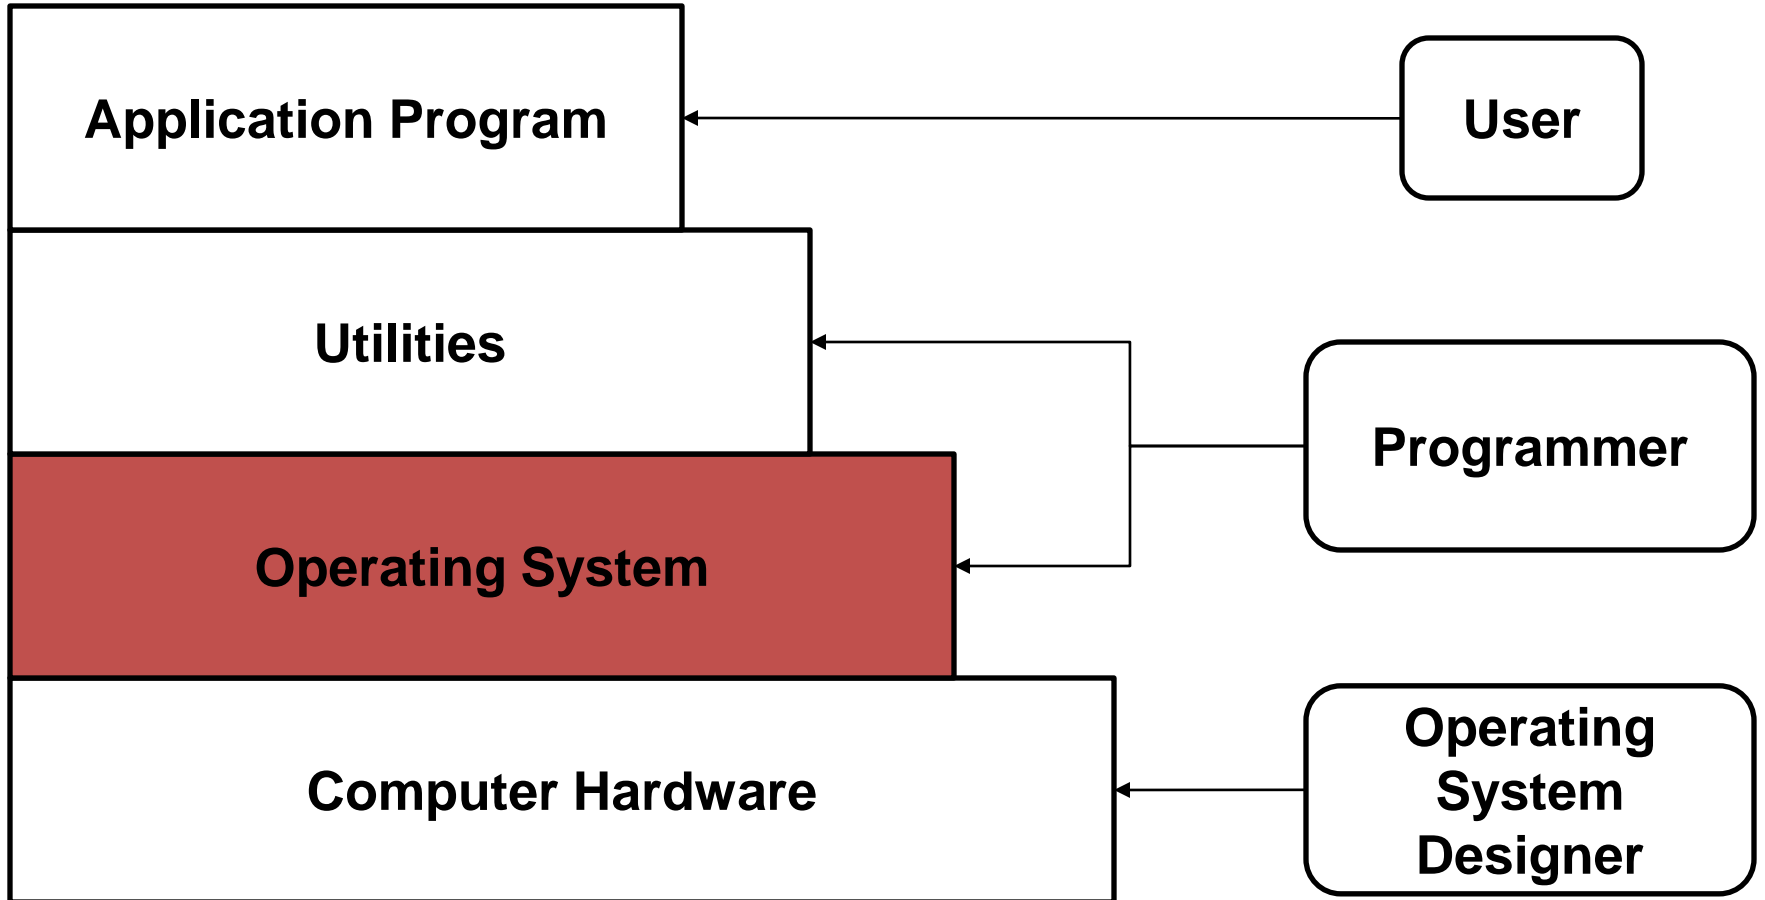 Application Program
User
Utilities
Programmer
Operating System
Computer Hardware
Operating
System
Designer